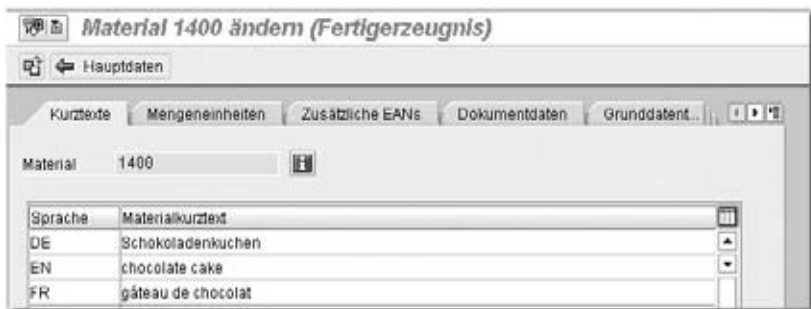 Material 1400 ändern (Fertigerzeugnis)
Hauptdaten
Kurztexte Mengeneinheiten Zusätzliche EANs Dokumentdaten Grunddatent...
Material 1400
Sprache Materialkurztext
DE Schokoladenkuchen
EN chocolate cake
FR gâteau de chocolat